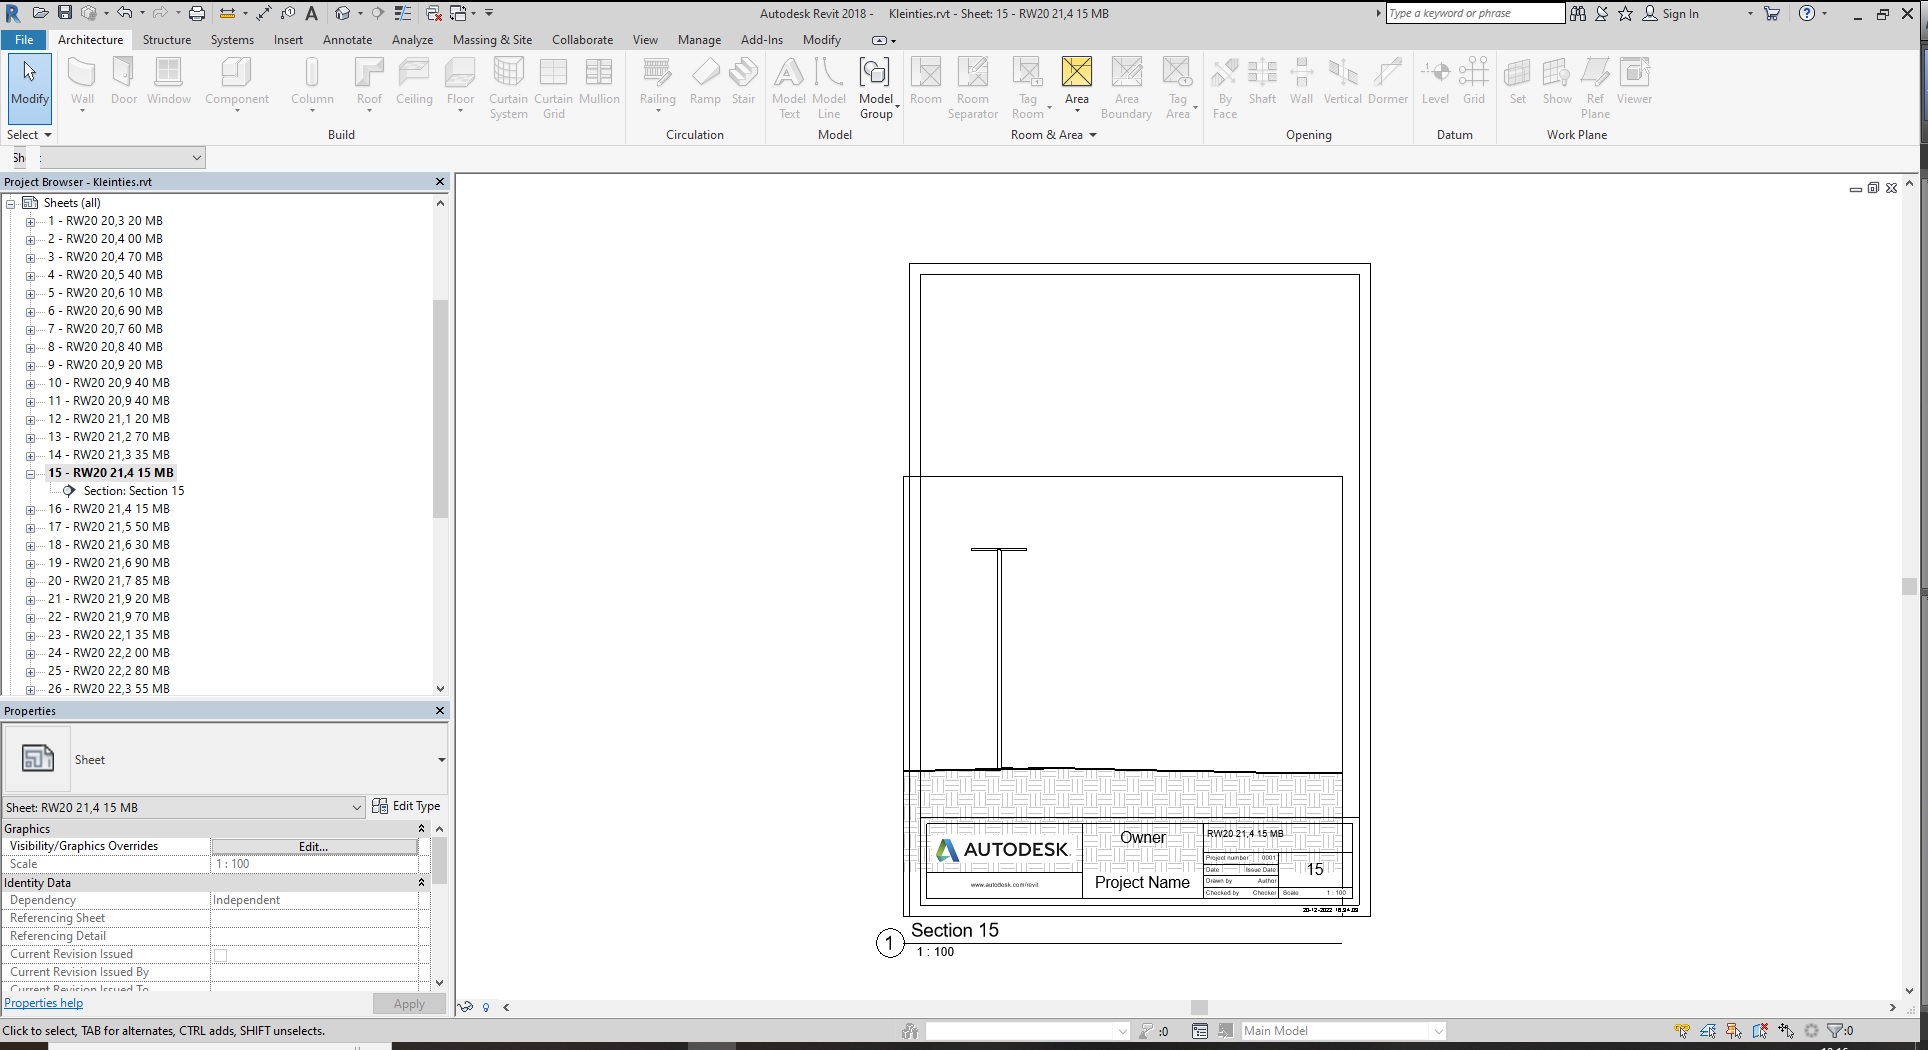 Autodesk Revit 2018 - Kleinties.rvt - Sheet: 15 - RW20 21,4 15 MB
Type a keyword or phrase
Sign In
File Architecture Structure Systems Insert Annotate Analyze Massing & Site Collaborate View Manage Add-Ins Modify
Modify Wall Door Window Component Column Roof Ceiling Floor Curtain System Curtain Grid Mullion Railing Ramp Stair Model Text Model Line Model Group Room Room Separator Tag Room Area Area Boundary Tag Area By Face Shaft Wall Vertical Dormer Level Grid Set Show Ref Plane Viewer
Select Build Circulation Model Room & Area Opening Datum Work Plane
Project Browser - Kleinties.rvt
Sheets (all)
1 - RW20 20,3 20 MB
2 - RW20 20,4 00 MB
3 - RW20 20,4 70 MB
4 - RW20 20,5 40 MB
5 - RW20 20,6 10 MB
6 - RW20 20,6 90 MB
7 - RW20 20,7 60 MB
8 - RW20 20,8 40 MB
9 - RW20 20,9 20 MB
10 - RW20 20,9 40 MB
11 - RW20 20,9 40 MB
12 - RW20 21,1 20 MB
13 - RW20 21,2 70 MB
14 - RW20 21,3 35 MB
15 - RW20 21,4 15 MB
Section: Section 15
16 - RW20 21,4 15 MB
17 - RW20 21,5 50 MB
18 - RW20 21,6 30 MB
19 - RW20 21,6 90 MB
20 - RW20 21,7 85 MB
21 - RW20 21,9 20 MB
22 - RW20 21,9 70 MB
23 - RW20 22,1 35 MB
24 - RW20 22,2 00 MB
25 - RW20 22,2 80 MB
26 - RW20 22,3 55 MB
Properties
Sheet
Sheet: RW20 21,4 15 MB
Edit Type
Graphics
Visibility/Graphics Overrides Edit...
Scale 1 : 100
Identity Data
Dependency Independent
Referencing Sheet
Referencing Detail
Current Revision Issued
Current Revision Issued By
Current Revision Issued To
Properties help
Apply
AUTODESK.
www.autodesk.com/revit
Owner
Project Name
RW20 21,4 15 MB
Project number 0001
Date Issue Date
Drawn by Author
Checked by Checker
15
Scale 1 : 100
1
Section 15
1 : 100
Click to select, TAB for alternates, CTRL adds, SHIFT unselects.
:0
Main Model
:0